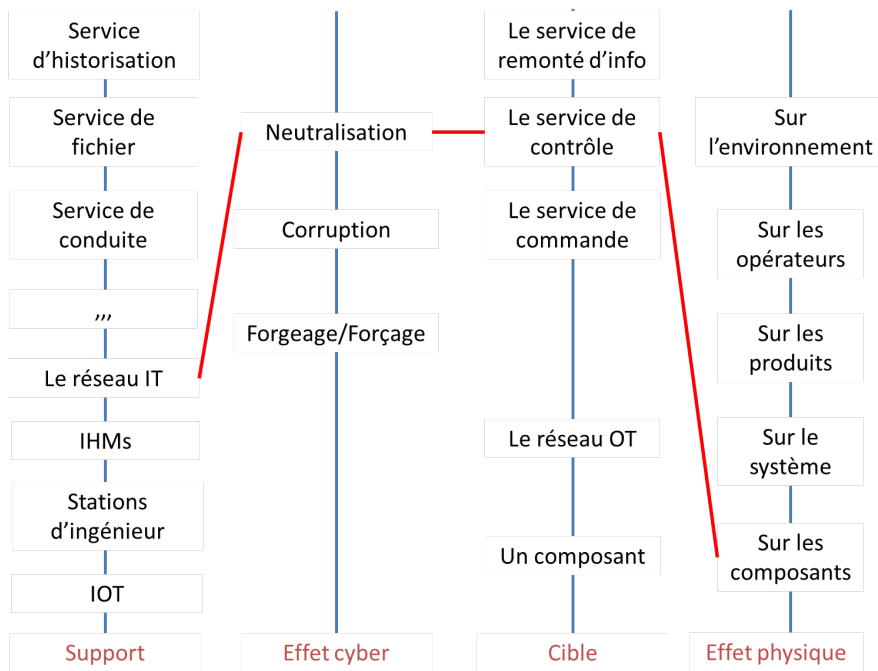 Service
d'historisation
Service de
fichier
Service de
conduite
,,,
Le réseau IT
IHMs
Stations
d'ingénieur
IOT
Support
Neutralisation
Corruption
Forgeage/Forçage
Effet cyber
Le service de
remonté d'info
Le service de
contrôle
Le service de
commande
Le réseau OT
Un composant
Cible
Sur
l'environnement
Sur les
opérateurs
Sur les
produits
Sur le
système
Sur les
composants
Effet physique